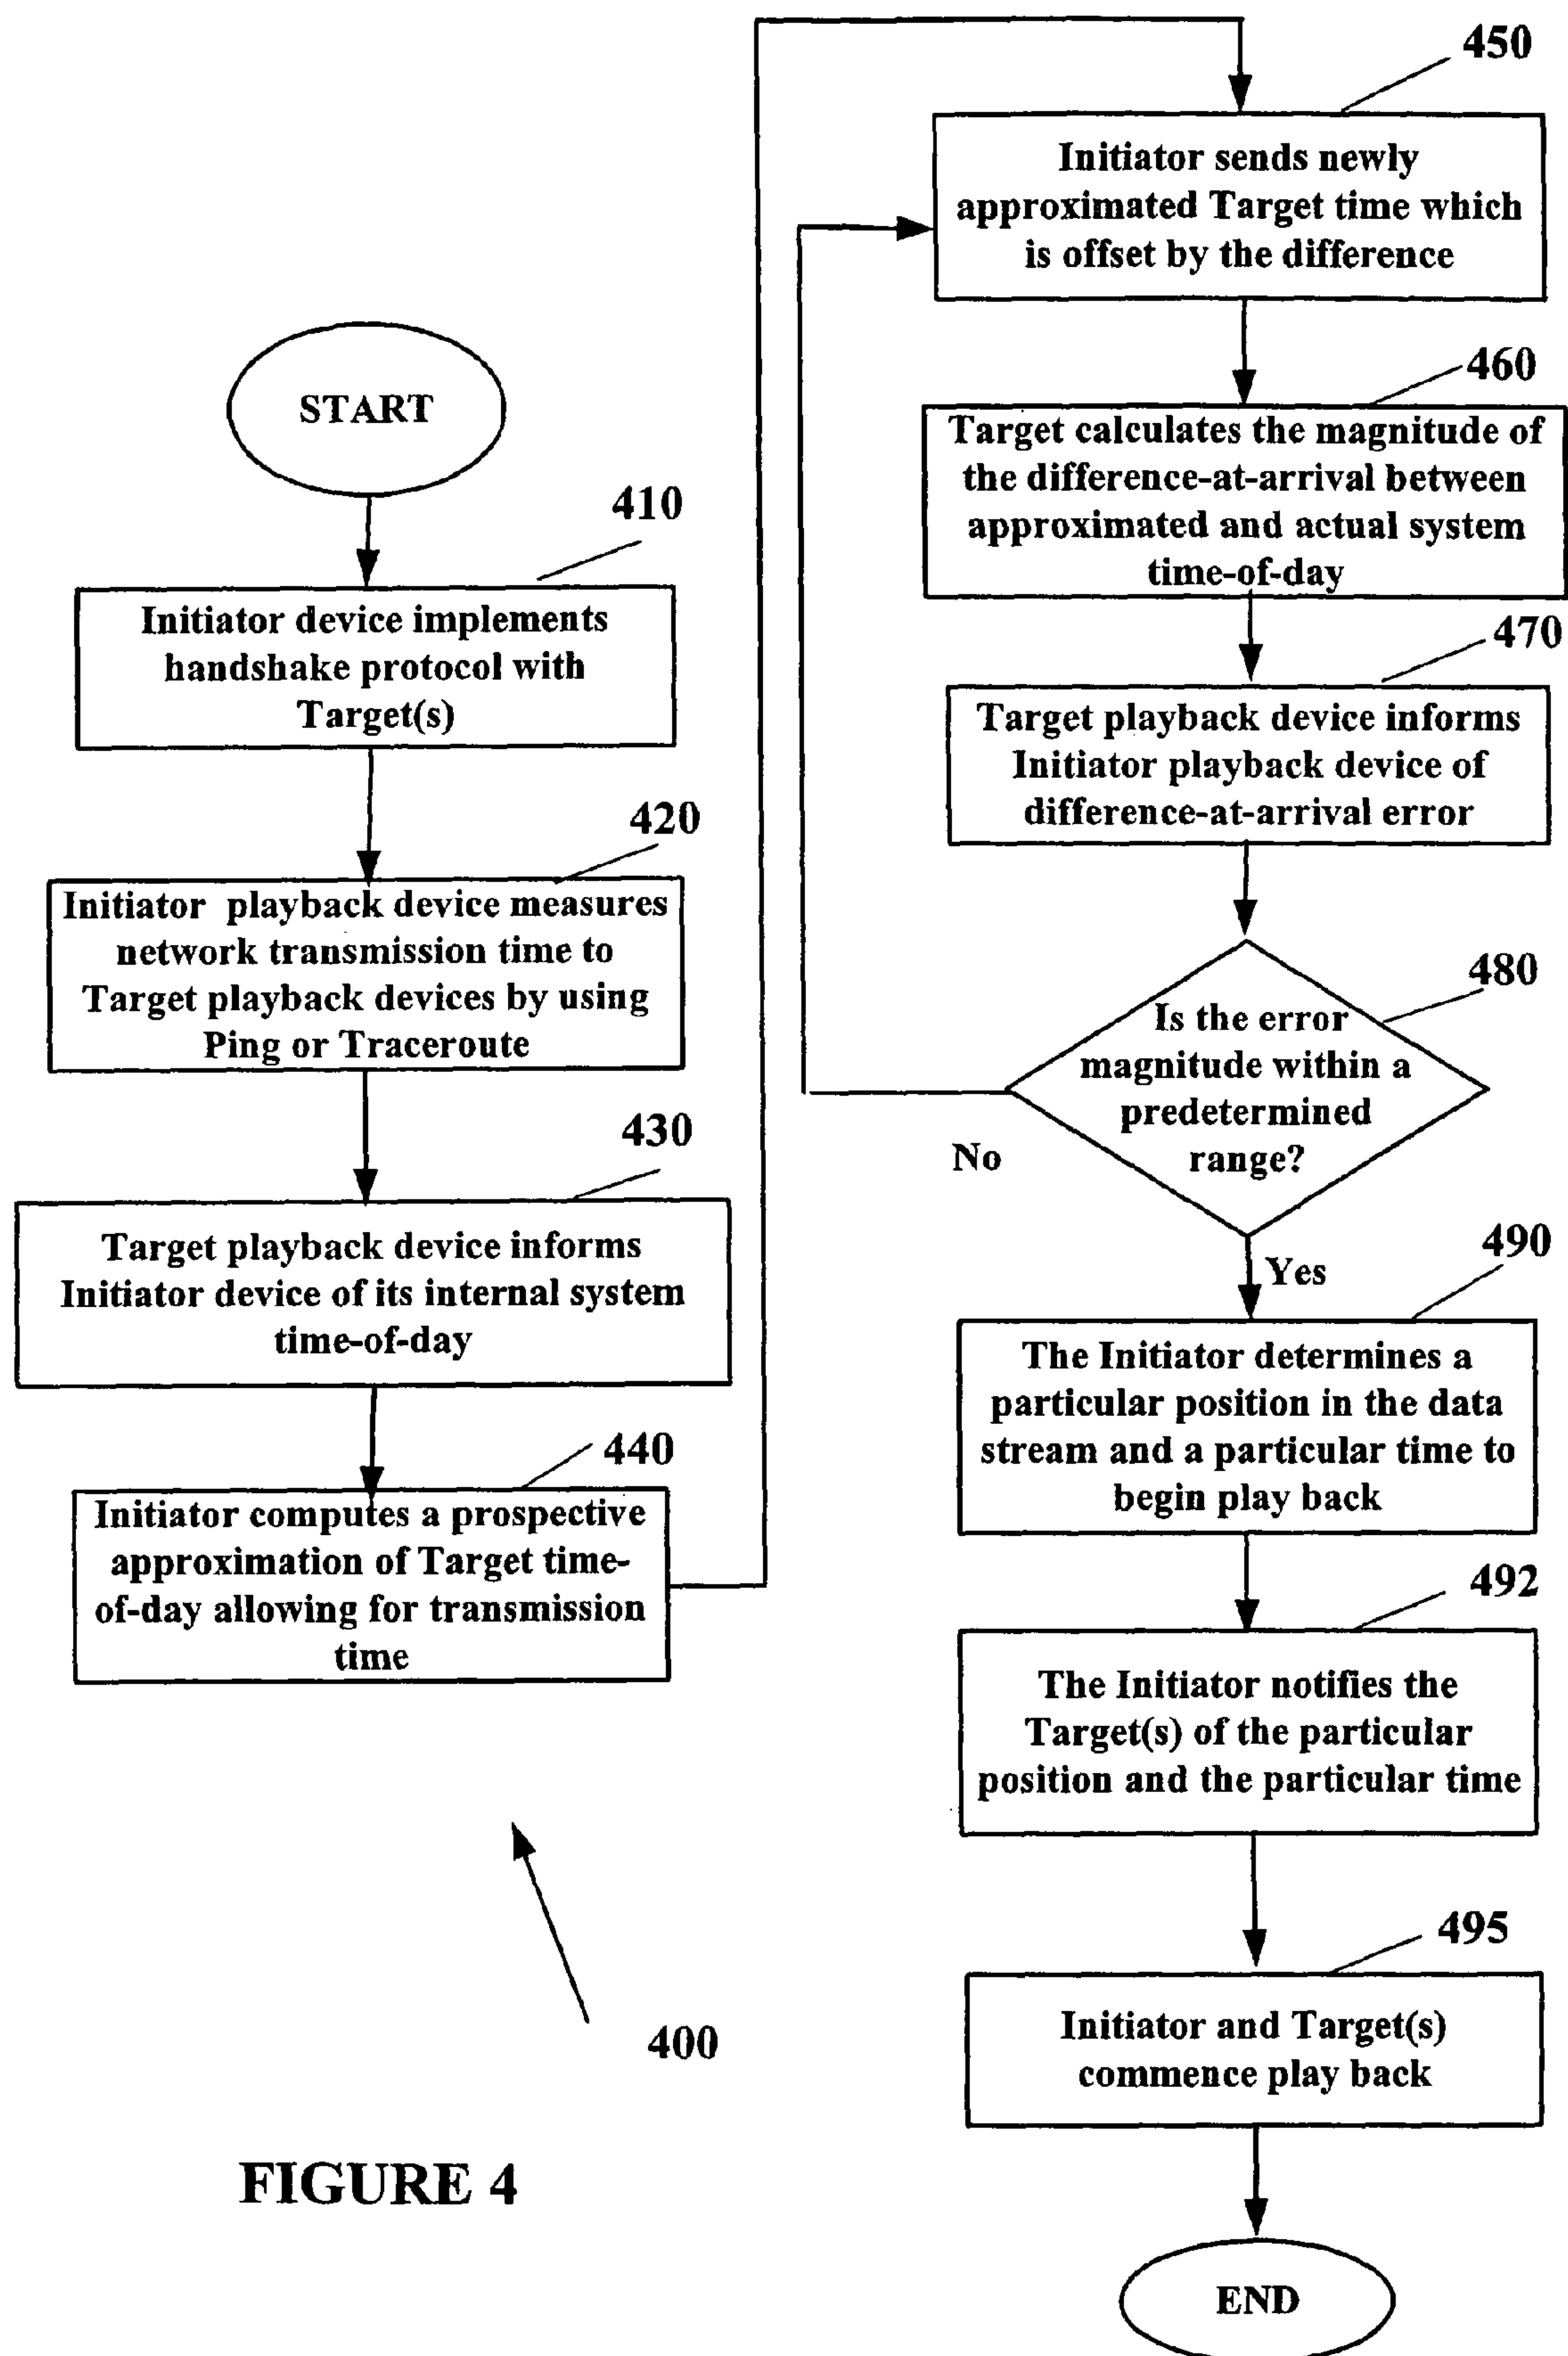 START
410
Initiator device implements
handshake protocol with
Target(s)
420
Initiator playback device measures
network transmission time to
Target playback devices by using
Ping or Traceroute
430
Target playback device informs
Initiator device of its internal system
time-of-day
440
Initiator computes a prospective
approximation of Target time-
of-day allowing for transmission
time
450
Initiator sends newly
approximated Target time which
is offset by the difference
460
Target calculates the magnitude of
the difference-at-arrival between
approximated and actual system
time-of-day
470
Target playback device informs
Initiator playback device of
difference-at-arrival error
480
Is the error
magnitude within a
predetermined
range?
No
Yes
490
The Initiator determines a
particular position in the data
stream and a particular time to
begin play back
492
The Initiator notifies the
Target(s) of the particular
position and the particular time
495
Initiator and Target(s)
commence play back
END
400
FIGURE 4